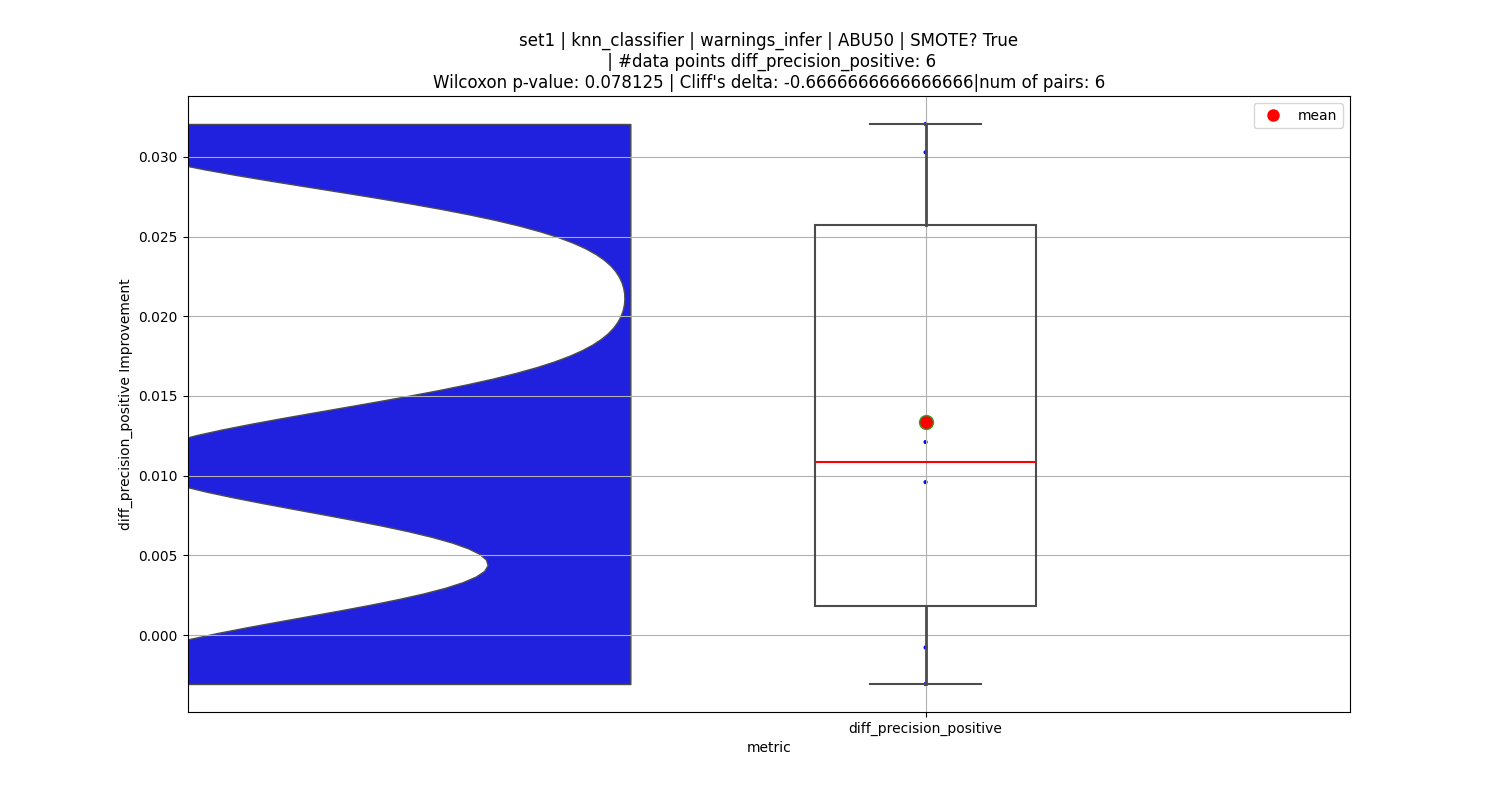 set1 | knn_classifier | warnings_infer | ABU50 | SMOTE? True
| #data points diff_precision_positive: 6
Wilcoxon p-value: 0.078125 | Cliff's delta: -0.6666666666666666|num of pairs: 6
mean
0.030
0.025
0.020
0.015
0.010
0.005
0.000
diff_precision_positive Improvement
diff_precision_positive
metric